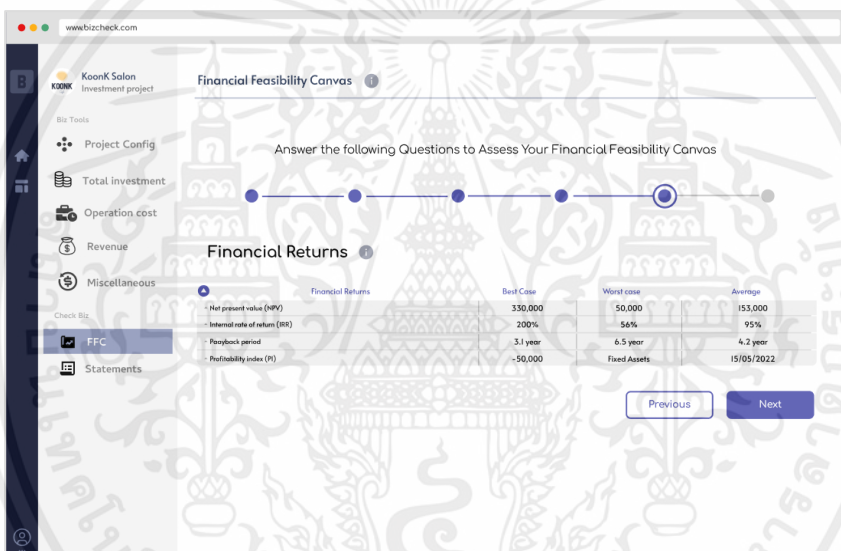 www.bizcheck.com
B
KOONK
KoonK Salon
Investment project
Biz Tools
Project Config
Total investment
Operation cost
Revenue
Miscellaneous
Check Biz
FFC
Statements
Financial Feasibility Canvas i
Answer the following Questions to Assess Your Financial Feasibility Canvas
Financial Returns i
Financial Returns Best Case Worst case Average
- Net present value (NPV) 330,000 50,000 153,000
- Internal rate of return (IRR) 200% 56% 95%
- Paayback period 3.1 year 6.5 year 4.2 year
- Profitability index (PI) -50,000 Fixed Assets 15/05/2022
Previous Next